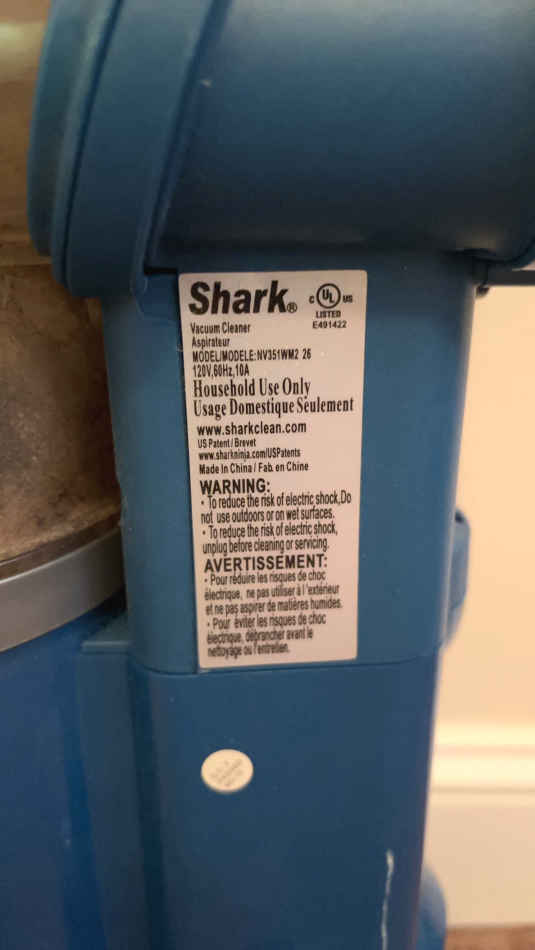 Shark®
C UL US
LISTED
E491422
Vacuum Cleaner
Aspirateur
MODEL/MODELE:NV351WM2 26
120V,60Hz,10A
Household Use Only
Usage Domestique Seulement
www.sharkclean.com
US Patent / Brevet
www.sharkninja.com/USPatents
Made In China / Fab. en Chine
WARNING:
• To reduce the risk of electric shock,Do
not use outdoors or on wet surfaces.
• To reduce the risk of electric shock,
unplug before cleaning or servicing.
AVERTISSEMENT:
• Pour réduire les risques de choc
électrique, ne pas utiliser à l'extérieur
et ne pas aspirer de matières humides.
• Pour éviter les risques de choc
électrique, débrancher avant le
nettoyage ou l'entretien.